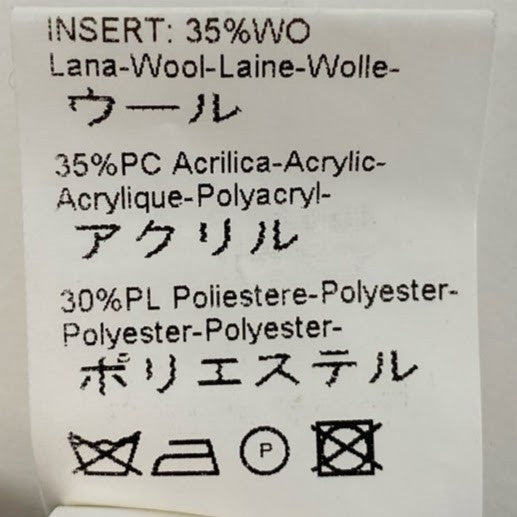 INSERT: 35%WO
Lana-Wool-Laine-Wolle-
ウール
35%PC Acrilica-Acrylic-
Acrylique-Polyacryl-
アクリル
30%PL Poliestere-Polyester-
Polyester-Polyester-
ポリエステル
P